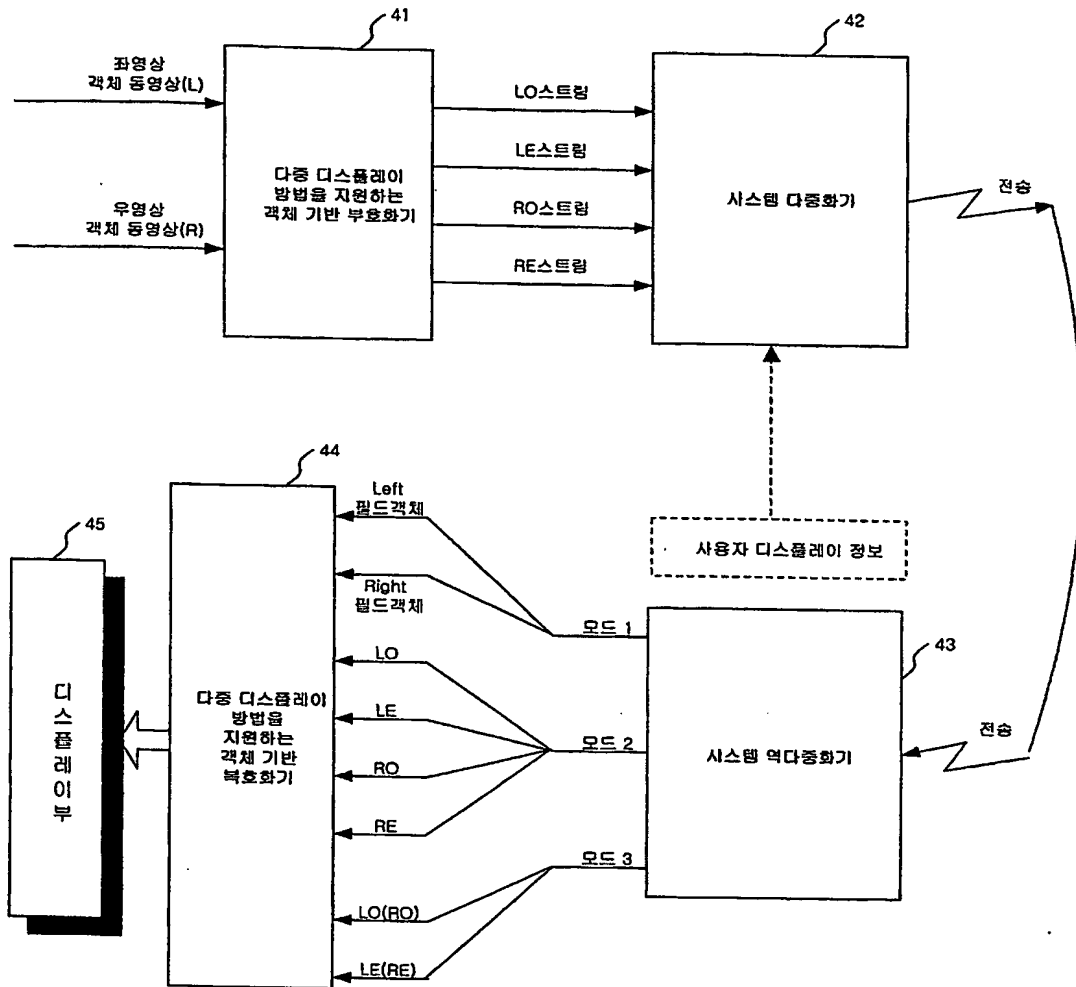 41
42
좌영상
객체 동영상(L)
우영상
객체 동영상(R)
다중 디스플레이
방법을 지원하는
객체 기반 부호화기
LO스트림
LE스트림
RO스트림
RE스트림
시스템 다중화기
전송
사용자 디스플레이 정보
43
시스템 역다중화기
전송
모드 1
모드 2
모드 3
Left
필드객체
Right
필드객체
LO
LE
RO
RE
LO(RO)
LE(RE)
44
다중 디스플레이
방법을
지원하는
객체 기반
복호화기
45
디스플레이부